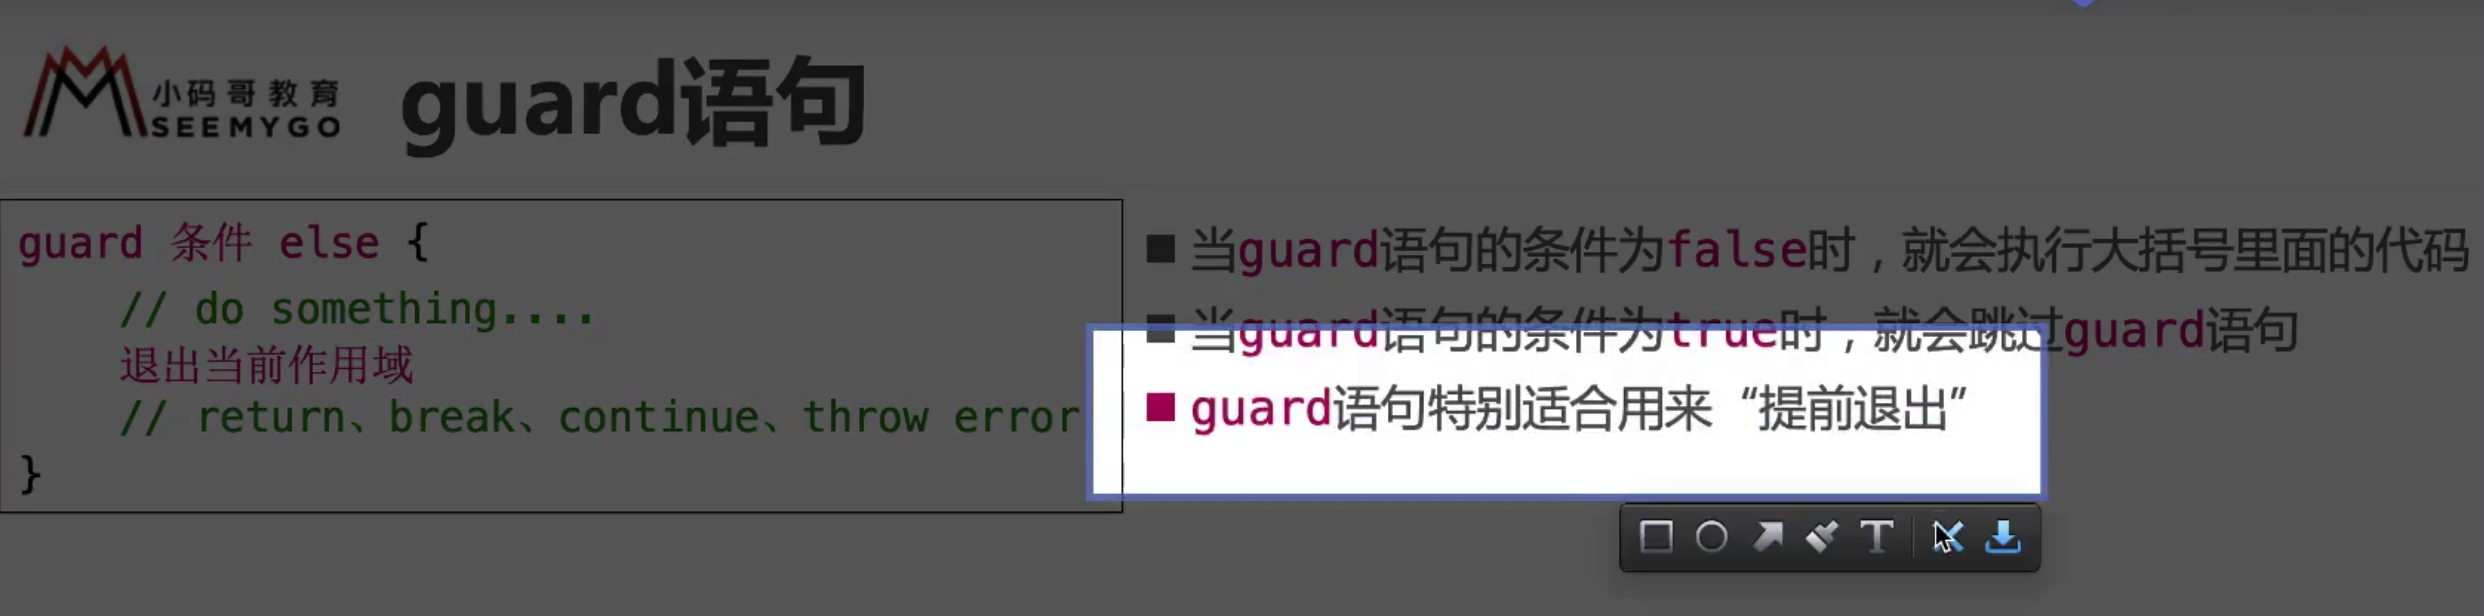 小码哥教育
SEEMYGO
guard语句
guard 条件 else {
// do something....
退出当前作用域
// return、break、continue、throw error
}
■ 当guard语句的条件为false时，就会执行大括号里面的代码
■ 当guard语句的条件为true时，就会跳过guard语句
■ guard语句特别适合用来“提前退出”
T